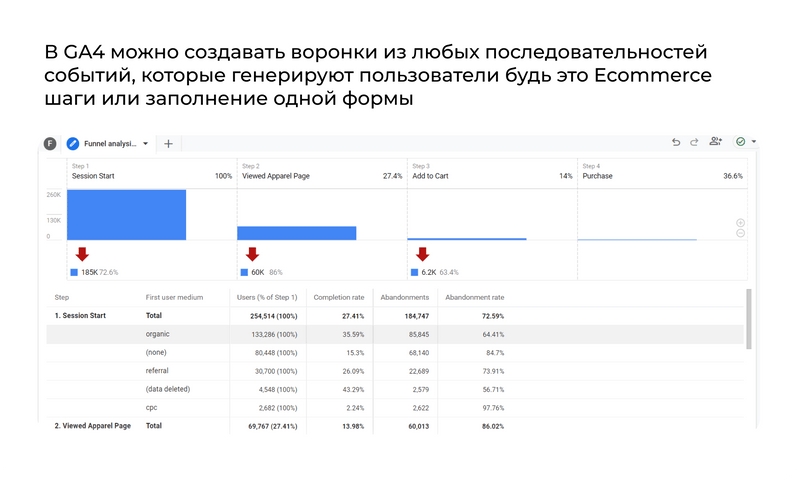 В GA4 можно создавать воронки из любых последовательностей
событий, которые генерируют пользователи будь это Ecommerce
шаги или заполнение одной формы
F Funnel analysi...
Step 1 Step 2 Step 3 Step 4
Session Start 100% Viewed Apparel Page 27.4% Add to Cart 14% Purchase 36.6%
260K
130K
0
185K 72.6% 60K 86% 6.2K 63.4%
Step First user medium Users (% of Step 1) Completion rate Abandonments Abandonment rate
1. Session Start Total 254,514 (100%) 27.41% 184,747 72.59%
organic 133,286 (100%) 35.59% 85,845 64.41%
(none) 80,448 (100%) 15.3% 68,140 84.7%
referral 30,700 (100%) 26.09% 22,689 73.91%
(data deleted) 4,548 (100%) 43.29% 2,579 56.71%
cpc 2,682 (100%) 2.24% 2,622 97.76%
2. Viewed Apparel Page Total 69,767 (27.41%) 13.98% 60,013 86.02%